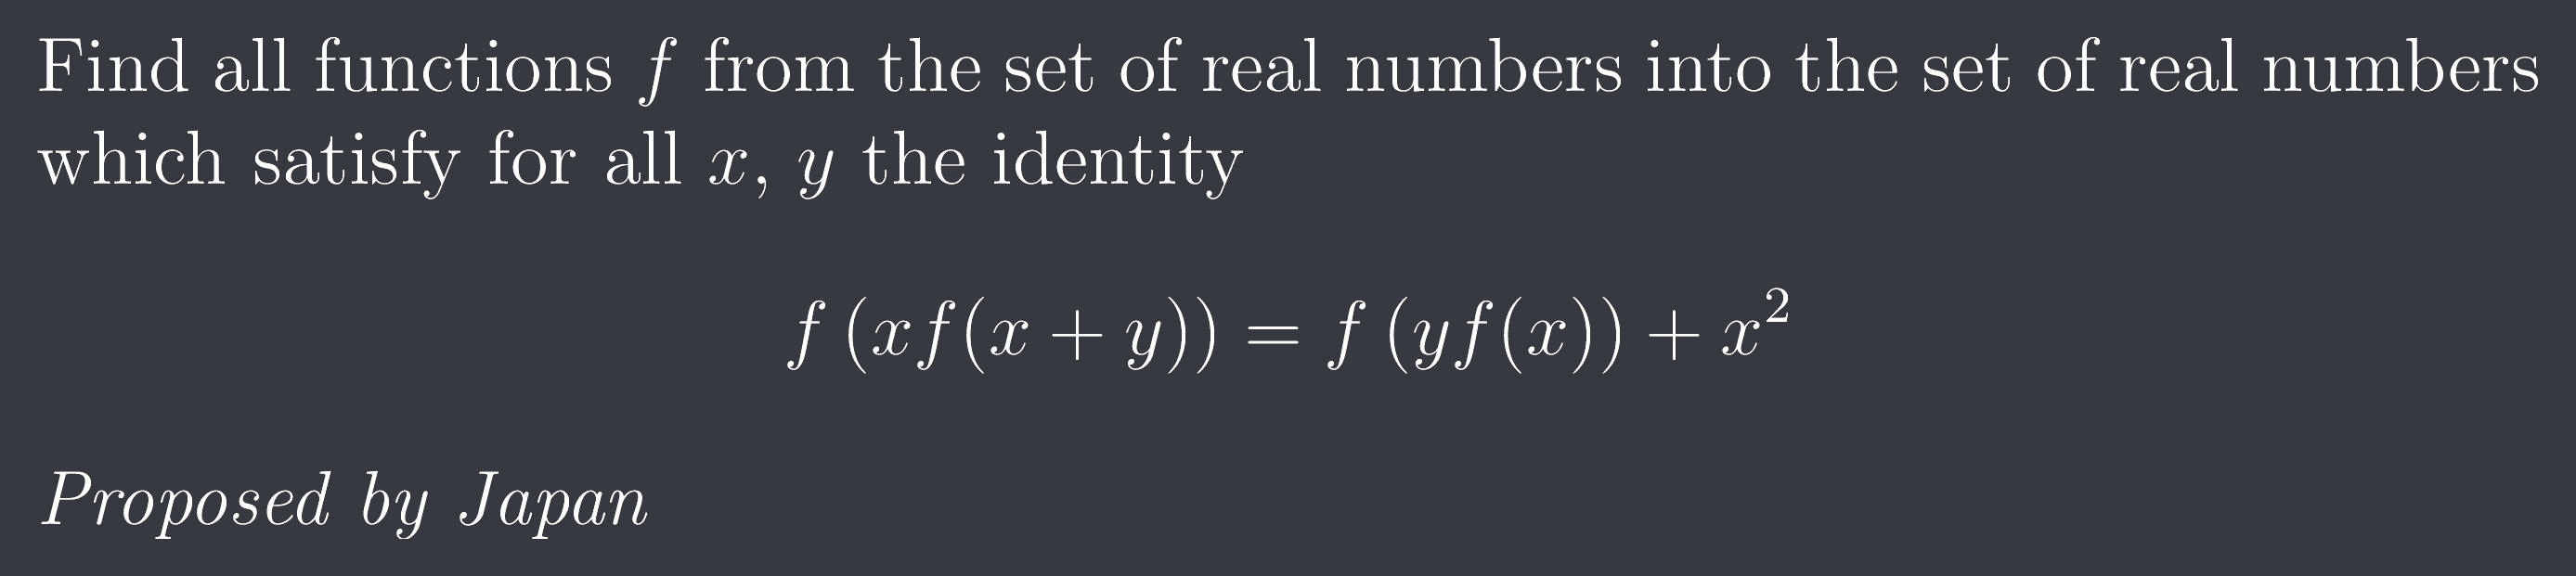 Find all functions f from the set of real numbers into the set of real numbers
which satisfy for all x, y the identity
f (xf(x + y)) = f (yf(x)) + x²
Proposed by Japan